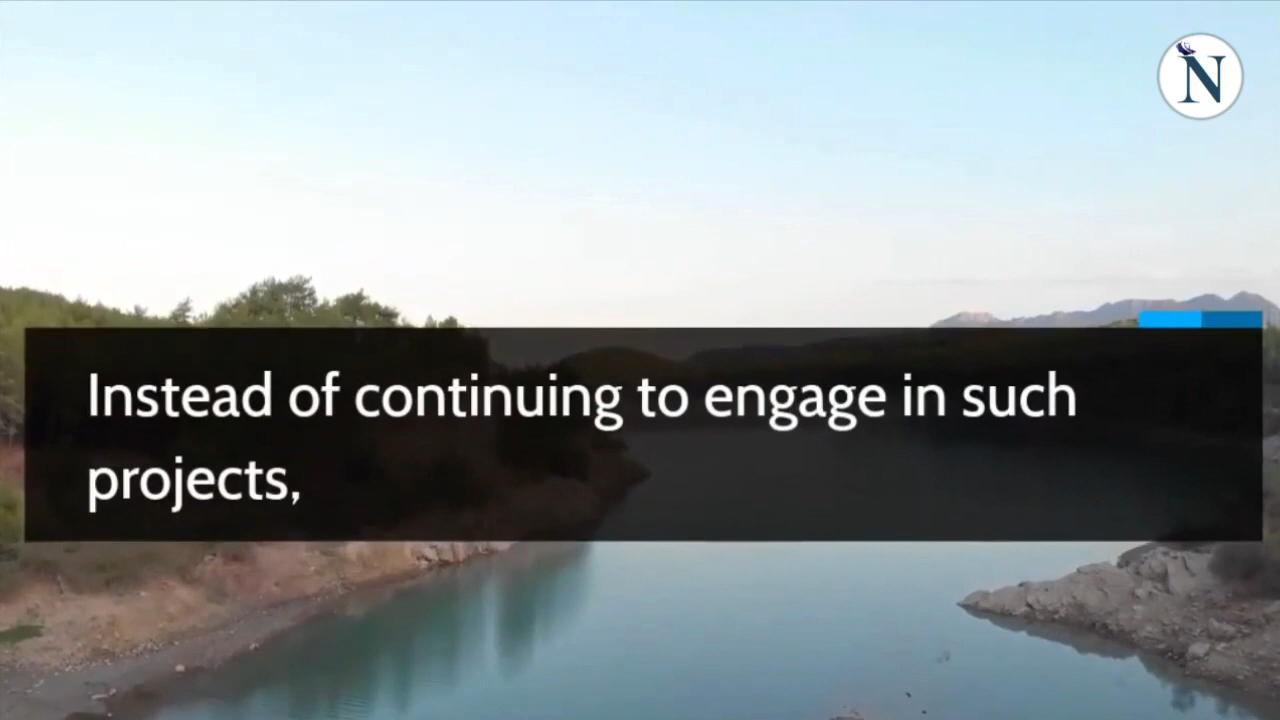 N
Instead of continuing to engage in such
projects,